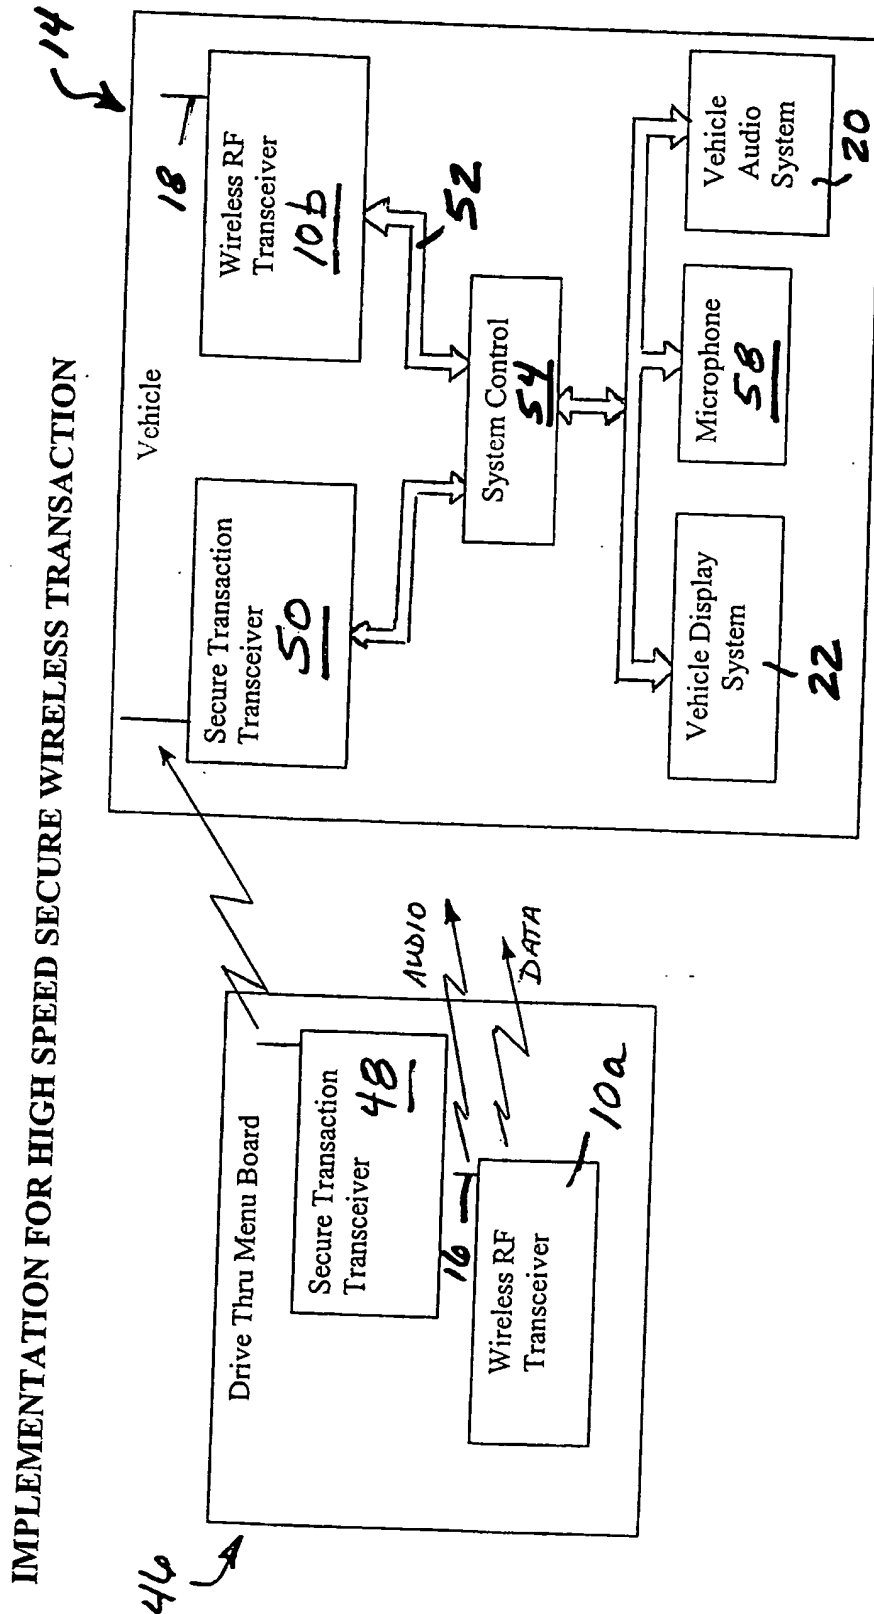 IMPLEMENTATION FOR HIGH SPEED SECURE WIRELESS TRANSACTION
46
Drive Thru Menu Board
Secure Transaction
Transceiver
48
16
Wireless RF
Transceiver
10a
AUDIO
DATA
14
Vehicle
Secure Transaction
Transceiver
50
18
Wireless RF
Transceiver
10b
52
System Control
54
Vehicle Display
System
22
Microphone
58
Vehicle
Audio
System
20